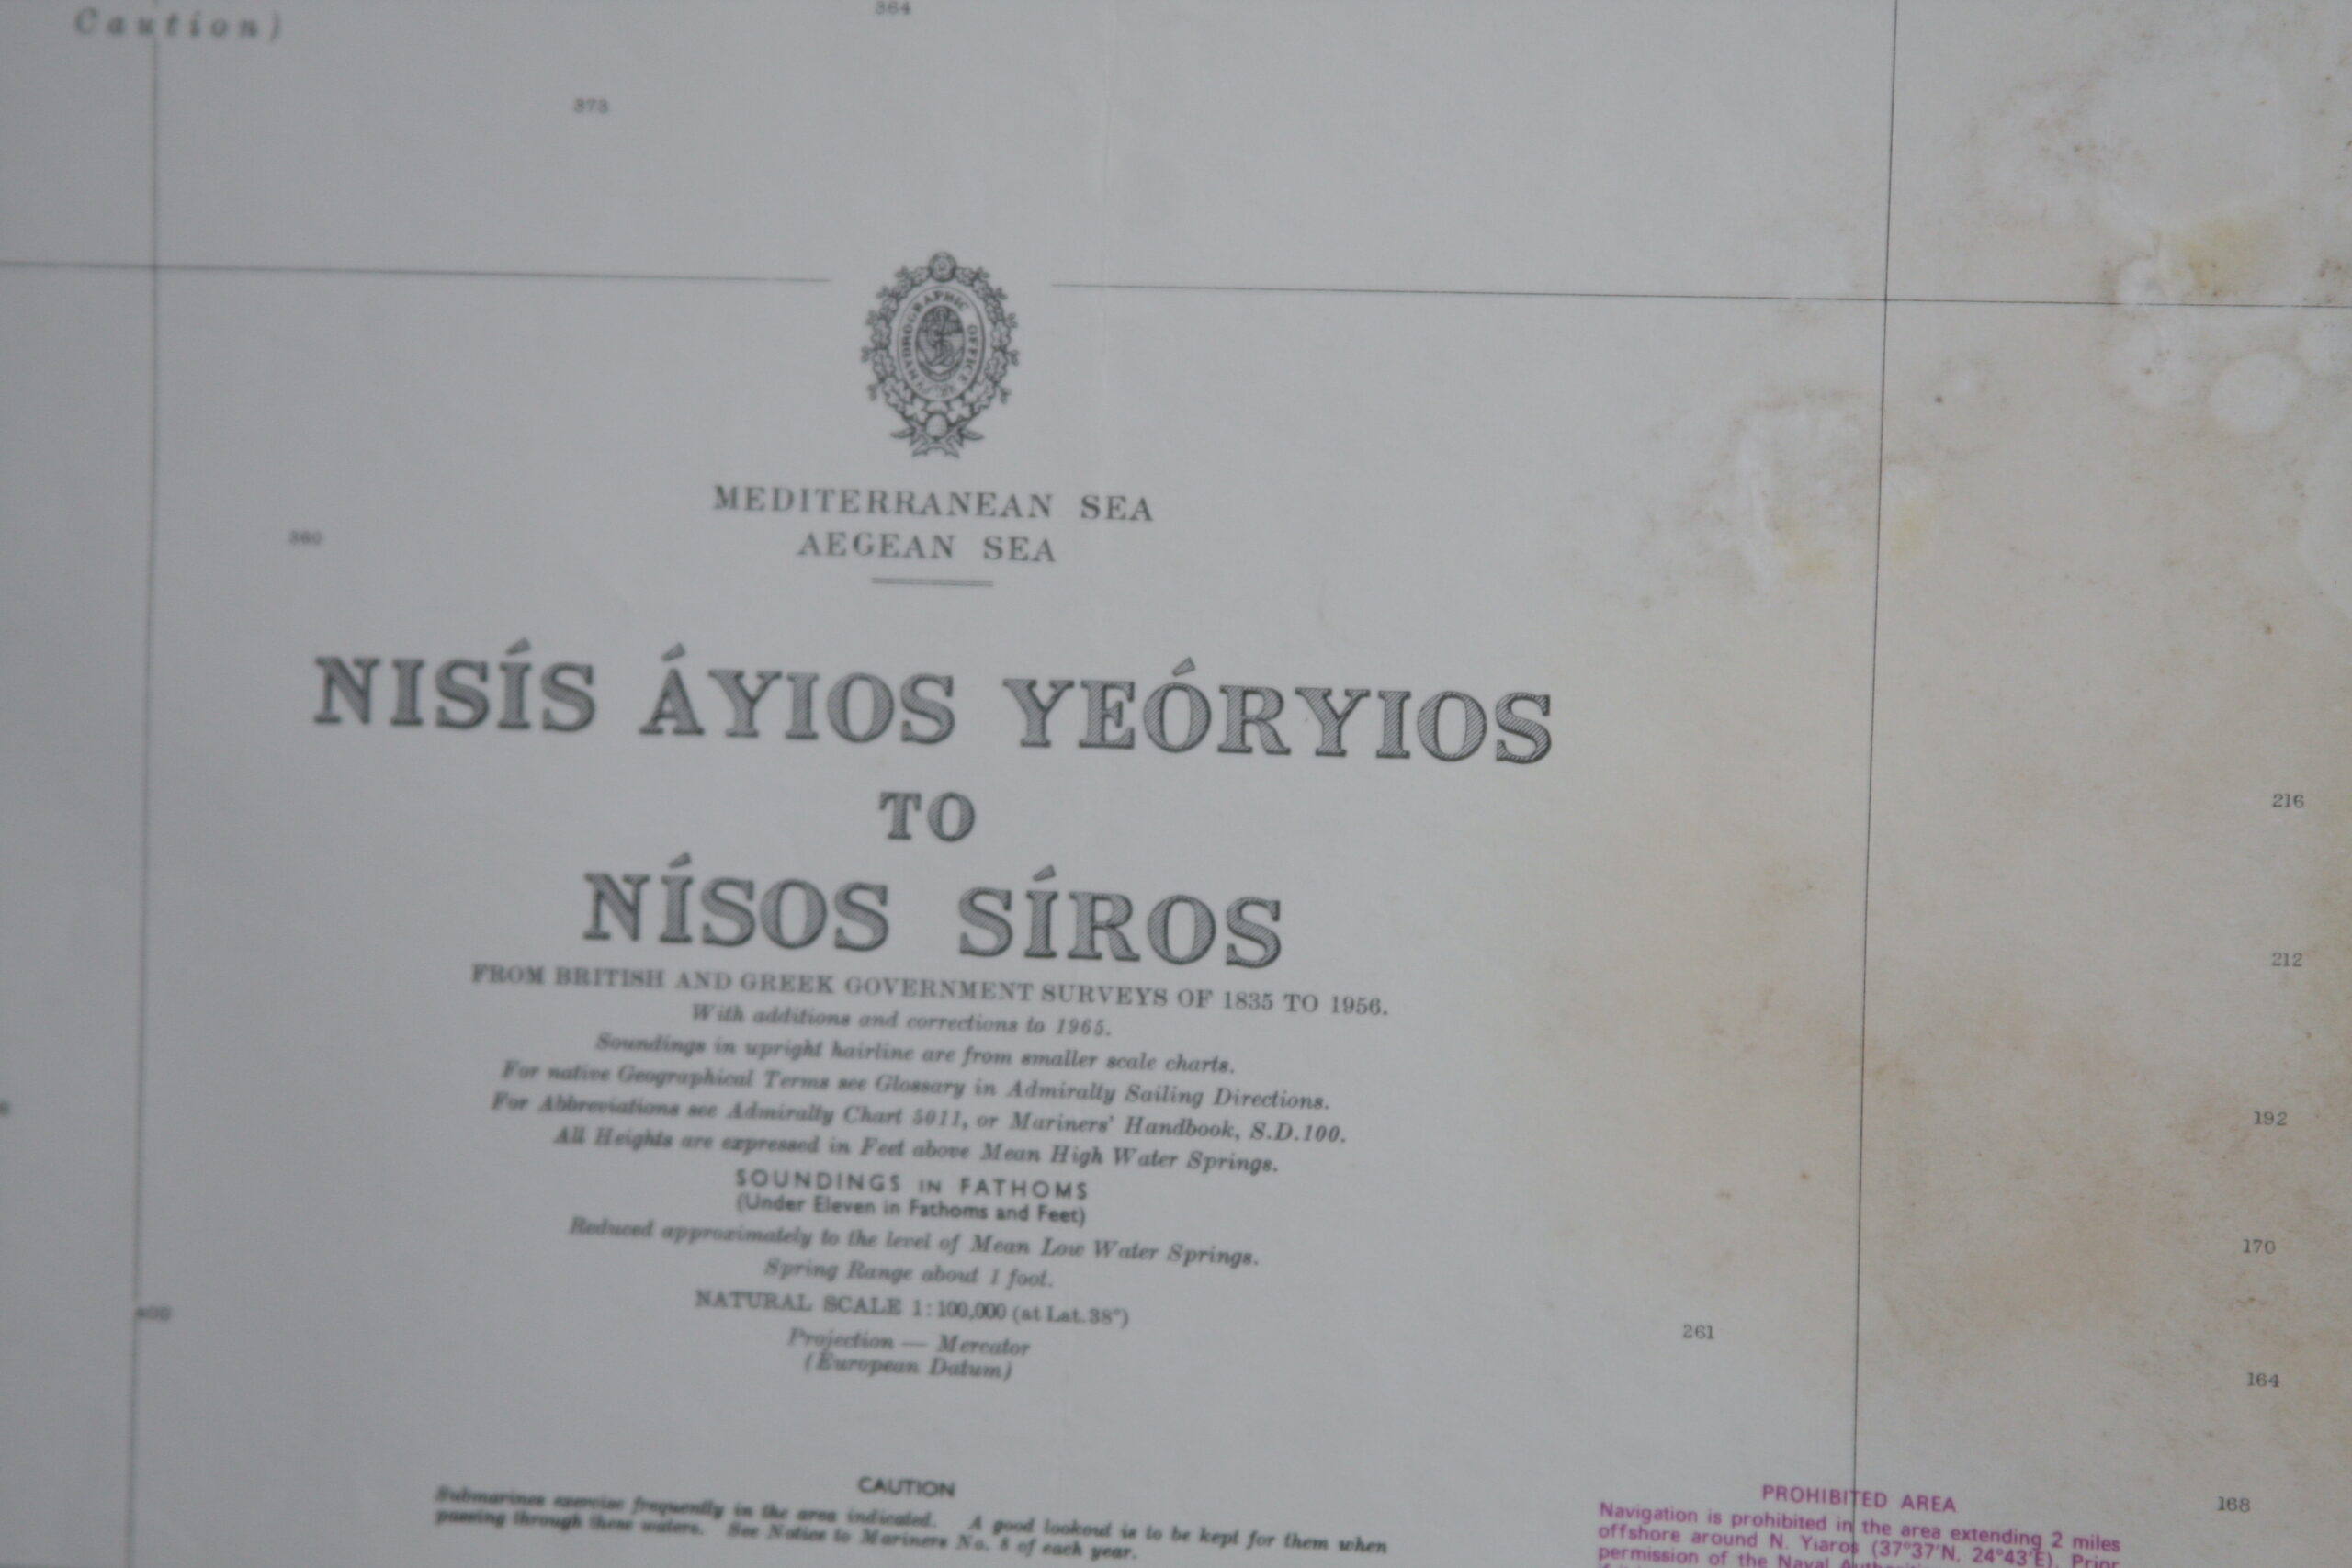 Caution)
364
373
HYDROGRAPHIC OFFICE
MEDITERRANEAN SEA
360
AEGEAN SEA
NISÍS ÁYIOS YEÓRYIOS
216
TO
NÍSOS SÍROS
212
FROM BRITISH AND GREEK GOVERNMENT SURVEYS OF 1835 TO 1956.
With additions and corrections to 1965.
Soundings in upright hairline are from smaller scale charts.
For native Geographical Terms see Glossary in Admiralty Sailing Directions.
For Abbreviations see Admiralty Chart 5011, or Mariners' Handbook, S.D.100.
192
All Heights are expressed in Feet above Mean High Water Springs.
SOUNDINGS IN FATHOMS
(Under Eleven in Fathoms and Feet)
Reduced approximately to the level of Mean Low Water Springs.
170
Spring Range about 1 foot.
NATURAL SCALE 1:100,000 (at Lat.38°)
261
Projection — Mercator
(European Datum)
164
CAUTION
Submarines exercise frequently in the area indicated. A good lookout is to be kept for them when
passing through these waters. See Notice to Mariners No. 8 of each year.
PROHIBITED AREA
168
Navigation is prohibited in the area extending 2 miles
offshore around N. Yiaros (37°37'N, 24°43'E). Prior
permission of the Naval